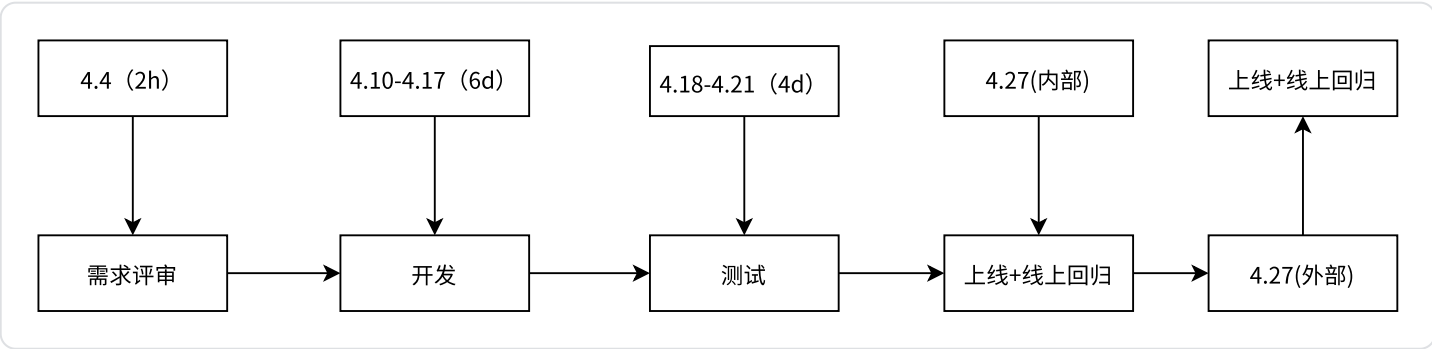 4.4（2h）
4.10-4.17（6d）
4.18-4.21（4d）
4.27(内部)
上线+线上回归
需求评审
开发
测试
上线+线上回归
4.27(外部)